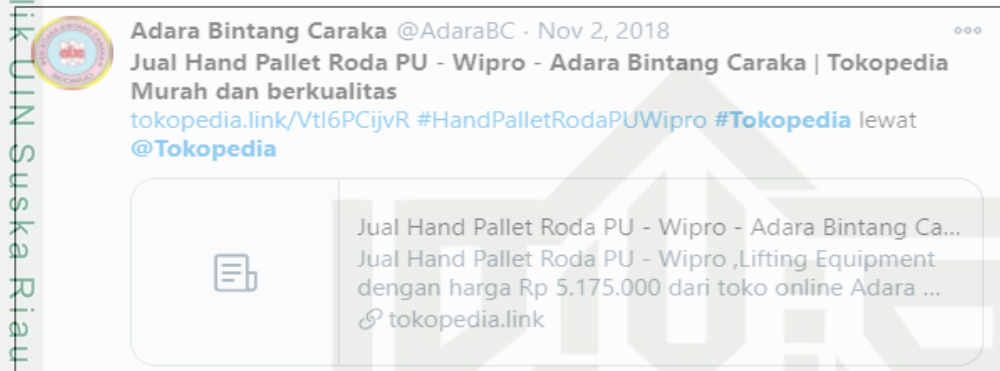 Adara Bintang Caraka @AdaraBC · Nov 2, 2018
Jual Hand Pallet Roda PU - Wipro - Adara Bintang Caraka | Tokopedia
Murah dan berkualitas
tokopedia.link/VtI6PCijvR #HandPalletRodaPUWipro #Tokopedia lewat
@Tokopedia
Jual Hand Pallet Roda PU - Wipro - Adara Bintang Ca...
Jual Hand Pallet Roda PU - Wipro ,Lifting Equipment
dengan harga Rp 5.175.000 dari toko online Adara ...
tokopedia.link
lik UIN Suska Riau